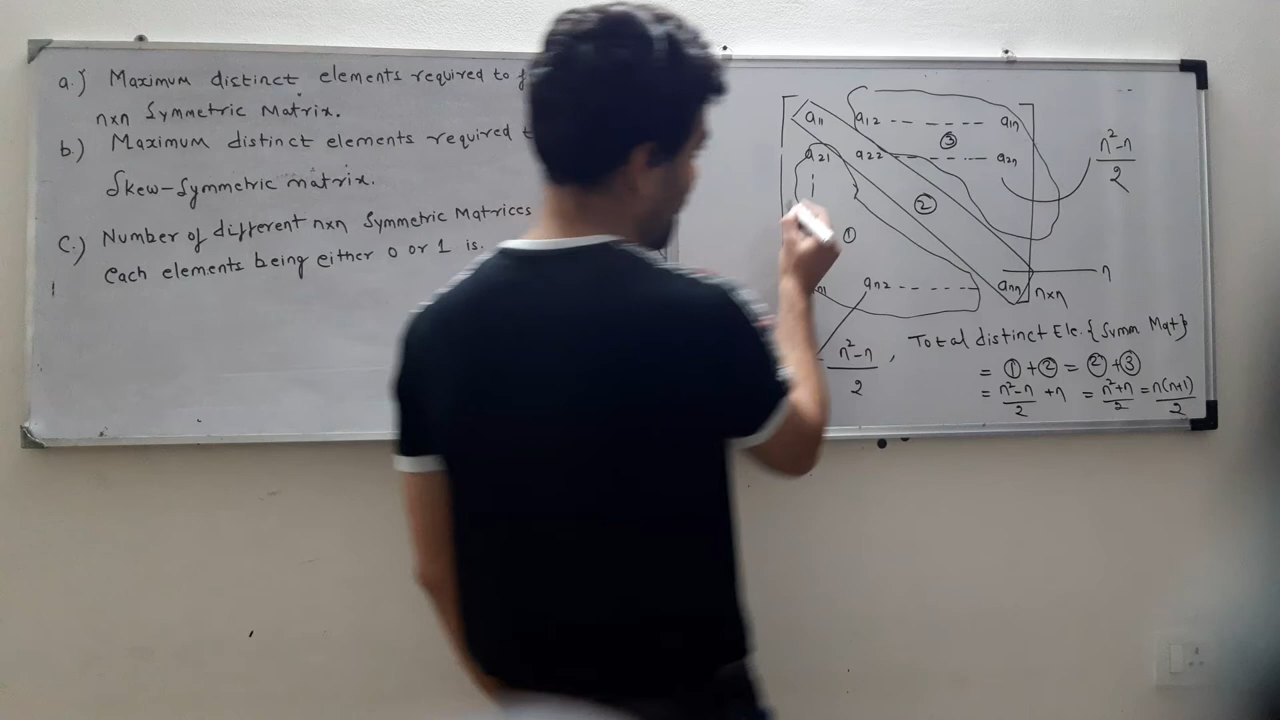 a.) Maximum distinct elements required to f
nxn Symmetric Matrix.
b.) Maximum distinct elements required t
Skew-Symmetric matrix.
C.) Number of different nxn Symmetric Matrices
each elements being either 0 or 1 is.
a11 a12 - - - - - - a1n
③
a21 a22 - - - - - a2n
n²-n/2
②
①
n
n1 an2 - - - - - - - ann nxn
n²-n/2 , Total distinct Ele. {Symm Mat}
= ①+② = ②+③
= n²-n/2 + n = n²+n/2 = n(n+1)/2